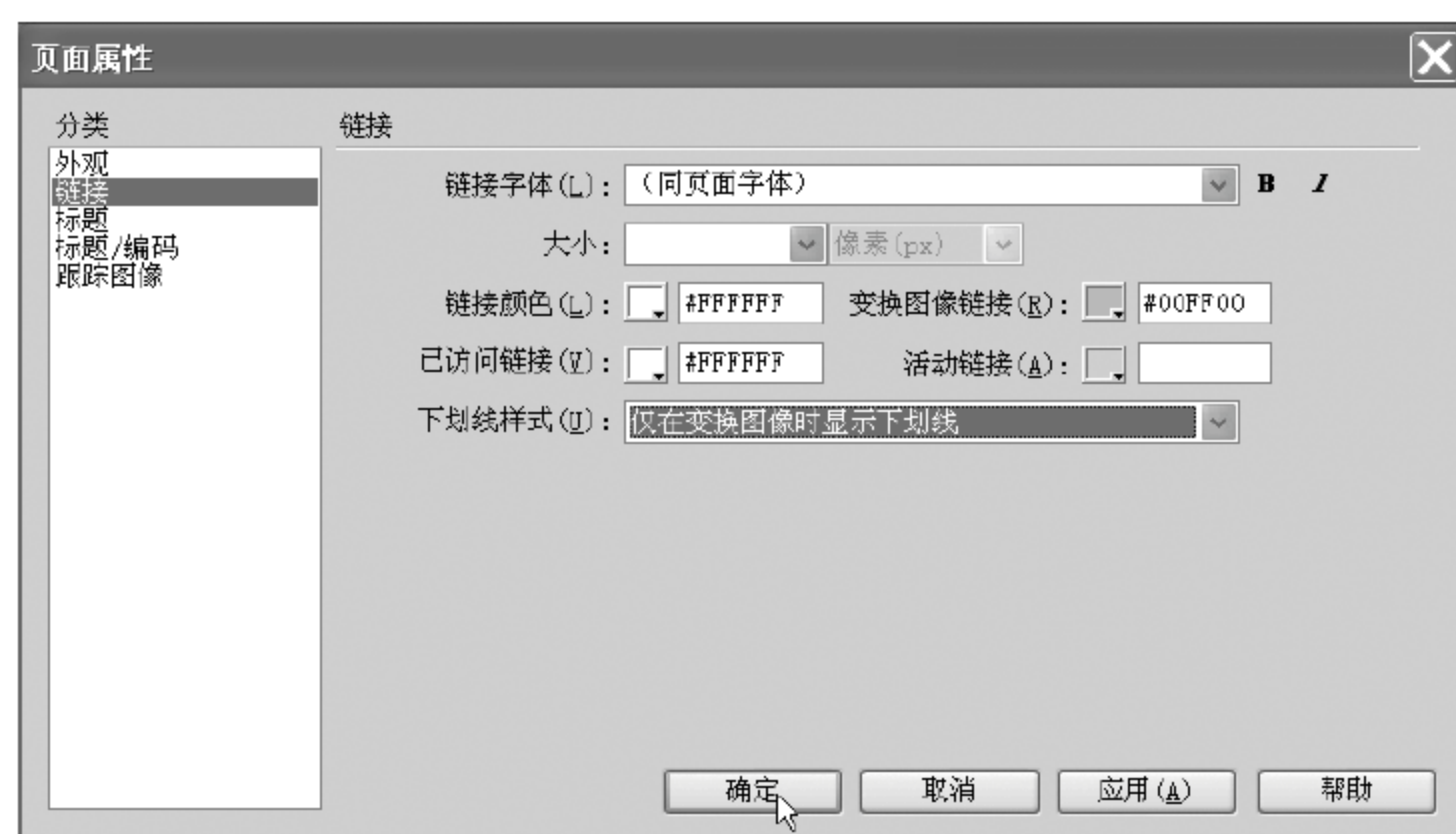 页面属性
分类
外观
链接
标题
标题/编码
跟踪图像
链接
链接字体(L): (同页面字体) B I
大小: 像素(px)
链接颜色(L): #FFFFFF 变换图像链接(R): #00FF00
已访问链接(V): #FFFFFF 活动链接(A):
下划线样式(U): 仅在变换图像时显示下划线
确定 取消 应用(A) 帮助